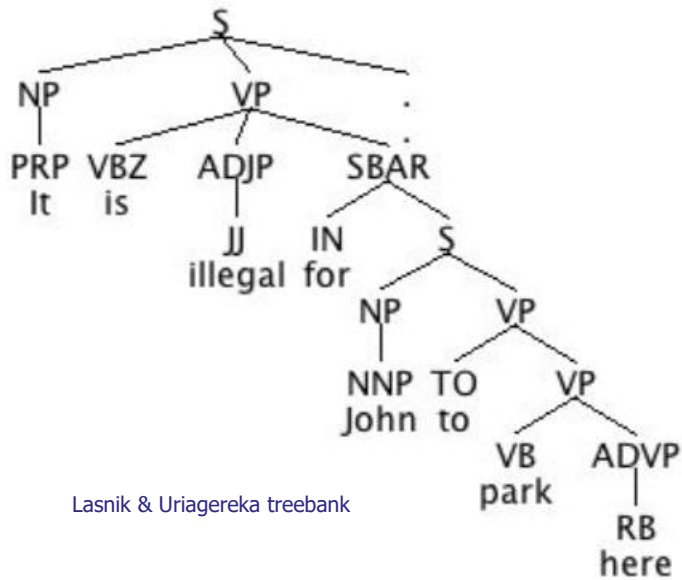 S
NP VP .
PRP VBZ ADJP SBAR .
It is
JJ IN S
illegal for
NP VP
NNP TO VP
John to
VB ADVP
park
Lasnik & Uriagereka treebank
RB
here